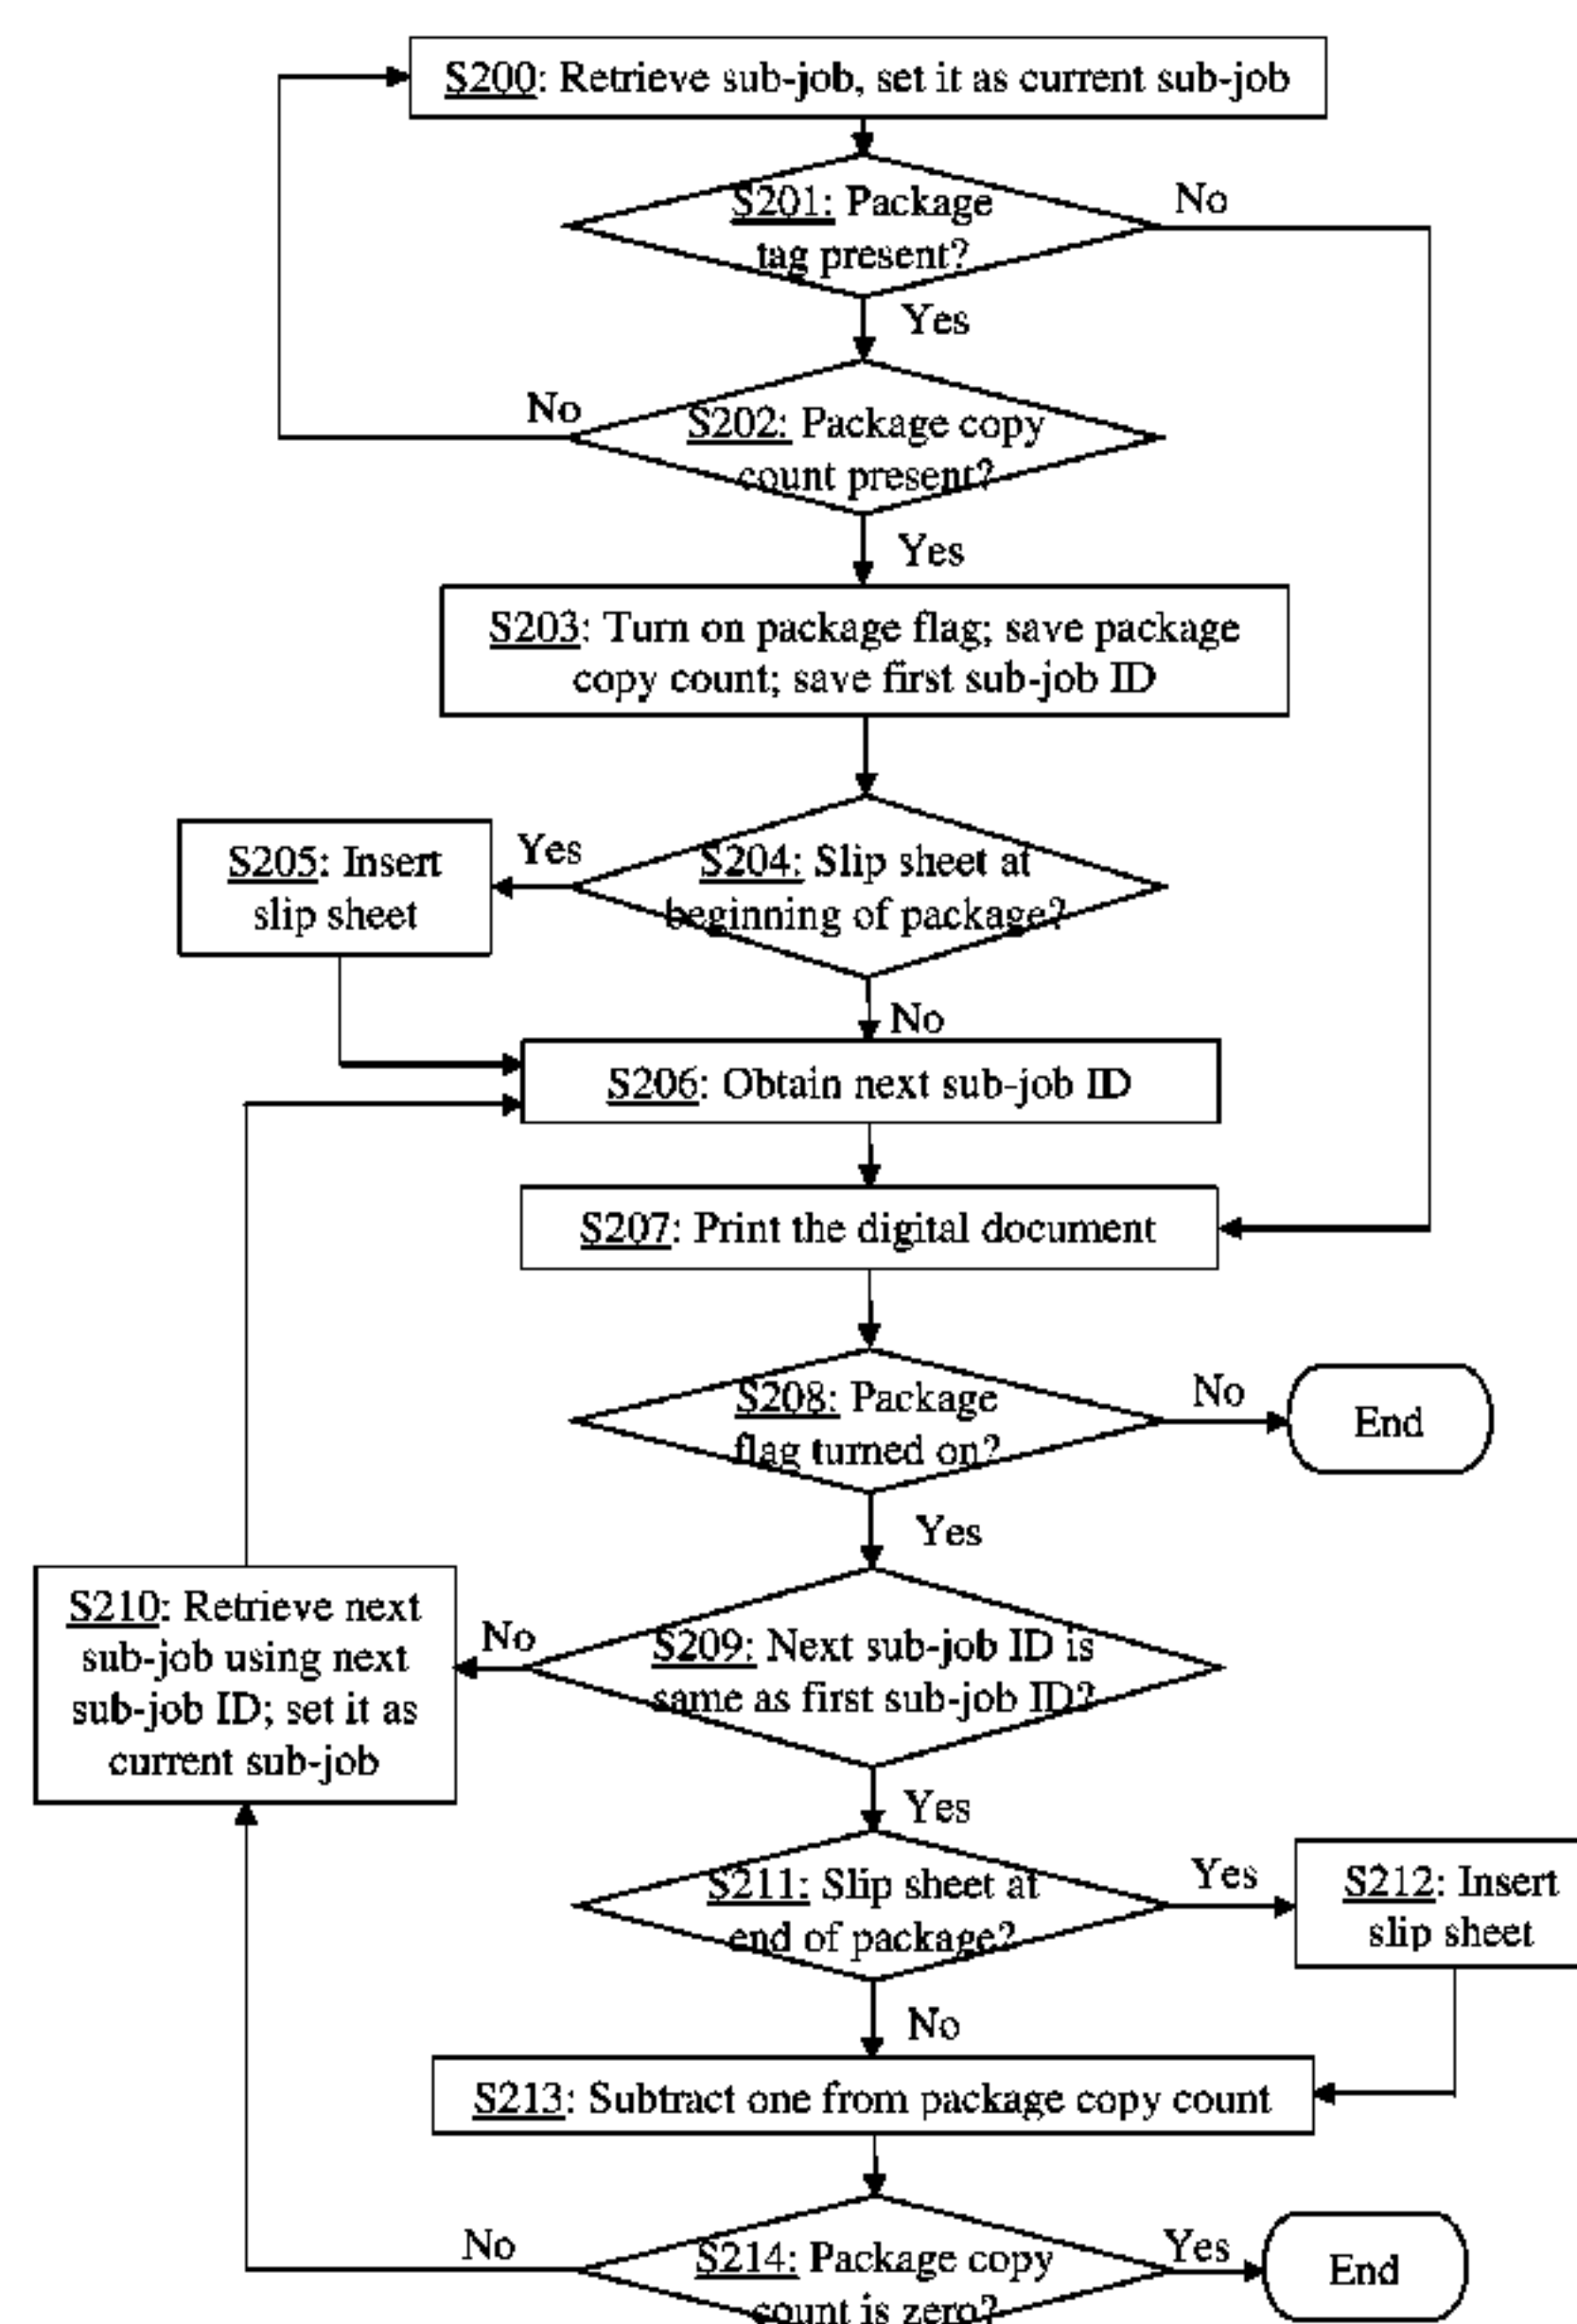 S200: Retrieve sub-job, set it as current sub-job
S201: Package
tag present?
No
Yes
S202: Package copy
count present?
No
Yes
S203: Turn on package flag; save package
copy count; save first sub-job ID
S204: Slip sheet at
beginning of package?
Yes
S205: Insert
slip sheet
No
S206: Obtain next sub-job ID
S207: Print the digital document
S208: Package
flag turned on?
No
End
Yes
S209: Next sub-job ID is
same as first sub-job ID?
No
S210: Retrieve next
sub-job using next
sub-job ID; set it as
current sub-job
Yes
S211: Slip sheet at
end of package?
Yes
S212: Insert
slip sheet
No
S213: Subtract one from package copy count
S214: Package copy
count is zero?
No
Yes
End